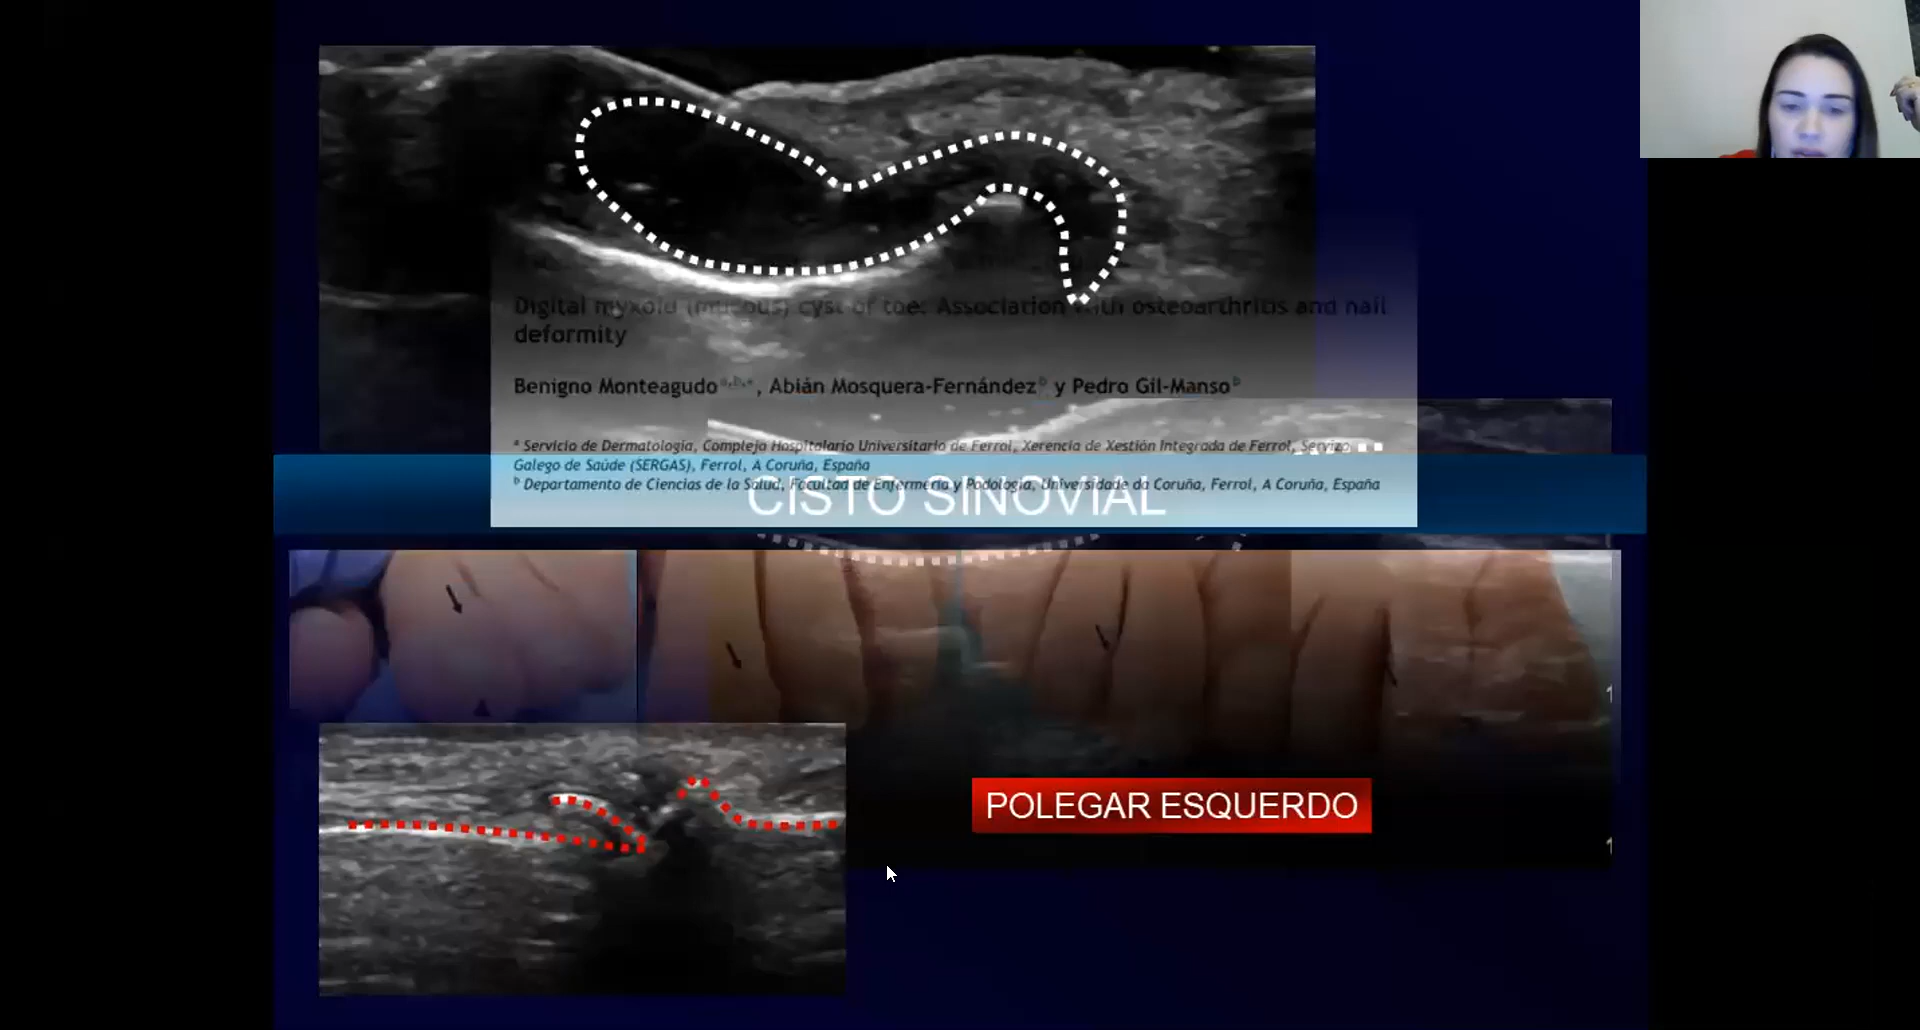 Digital myxoid (mucous) cyst of toe: Association with osteoarthritis and nail
deformity
Benigno Monteagudo a,b,*, Abián Mosquera-Fernández b y Pedro Gil-Manso b
a Servicio de Dermatología, Complejo Hospitalario Universitario de Ferrol, Xerencia de Xestión Integrada de Ferrol, Servizo
Galego de Saúde (SERGAS), Ferrol, A Coruña, España
b Departamento de Ciencias de la Salud, Facultad de Enfermería y Podología, Universidade da Coruña, Ferrol, A Coruña, España
CISTO SINOVIAL
POLEGAR ESQUERDO